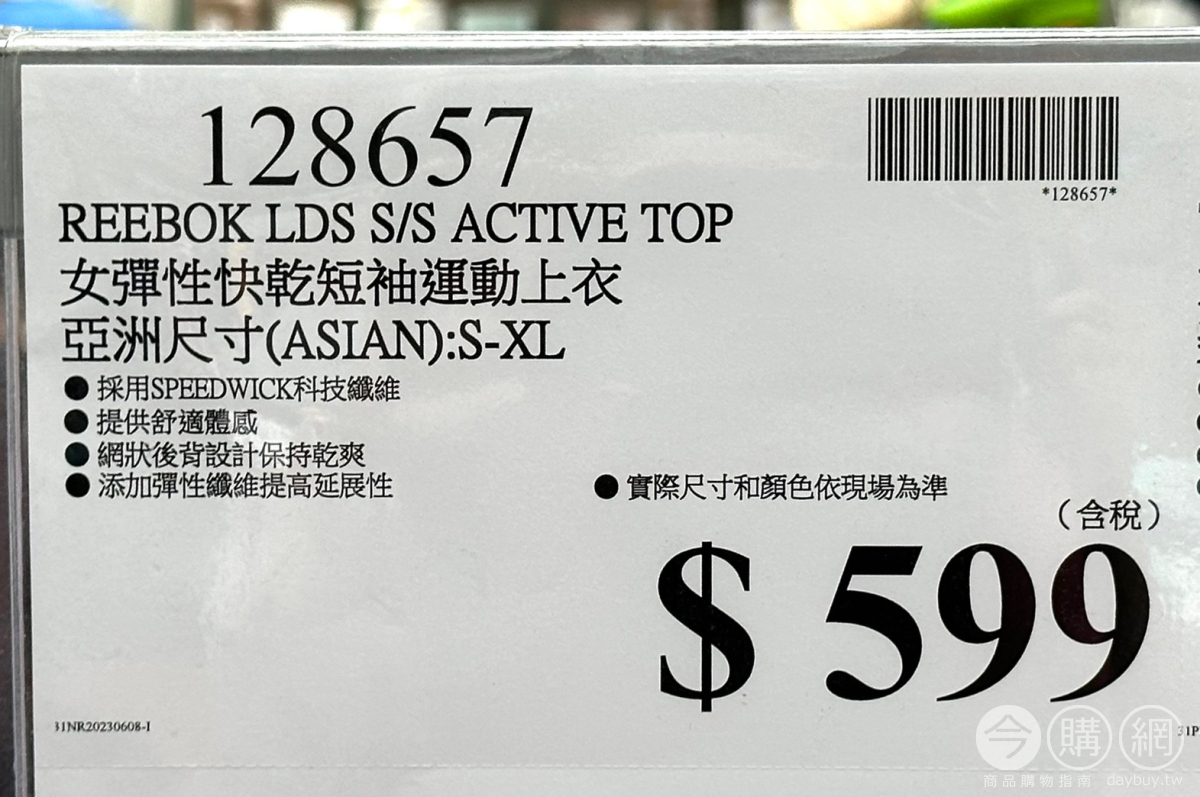 128657
*128657*
REEBOK LDS S/S ACTIVE TOP
女彈性快乾短袖運動上衣
亞洲尺寸(ASIAN):S-XL
● 採用SPEEDWICK科技纖維
● 提供舒適體感
● 網狀後背設計保持乾爽
● 添加彈性纖維提高延展性
● 實際尺寸和顏色依現場為準
（含稅）
$ 599
31NR20230608-I
31P
今購網
商品購物指南 daybuy.tw